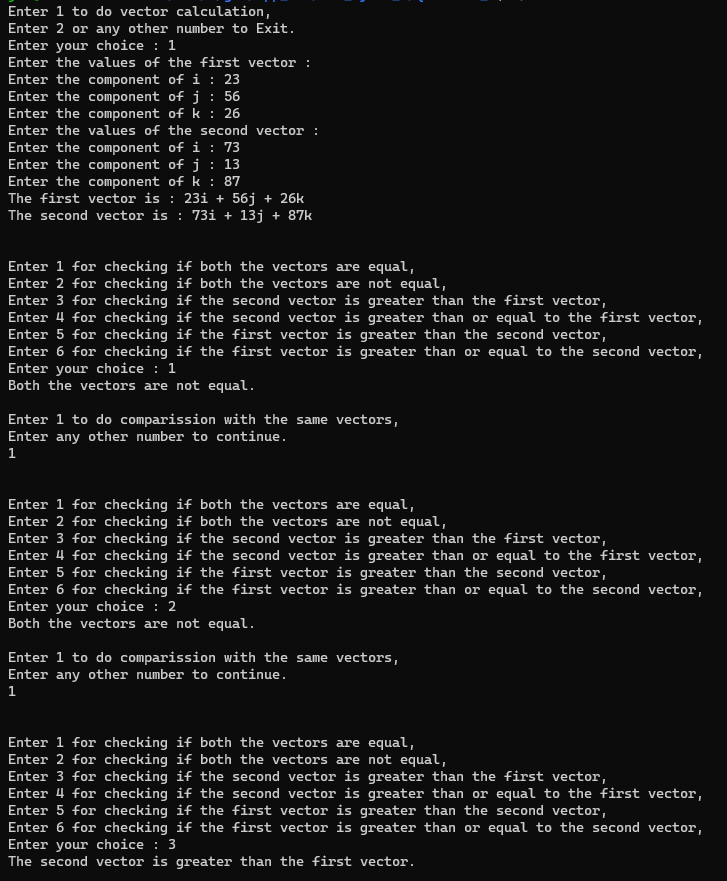 Enter 1 to do vector calculation,
Enter 2 or any other number to Exit.
Enter your choice : 1
Enter the values of the first vector :
Enter the component of i : 23
Enter the component of j : 56
Enter the component of k : 26
Enter the values of the second vector :
Enter the component of i : 73
Enter the component of j : 13
Enter the component of k : 87
The first vector is : 23i + 56j + 26k
The second vector is : 73i + 13j + 87k
Enter 1 for checking if both the vectors are equal,
Enter 2 for checking if both the vectors are not equal,
Enter 3 for checking if the second vector is greater than the first vector,
Enter 4 for checking if the second vector is greater than or equal to the first vector,
Enter 5 for checking if the first vector is greater than the second vector,
Enter 6 for checking if the first vector is greater than or equal to the second vector,
Enter your choice : 1
Both the vectors are not equal.
Enter 1 to do comparission with the same vectors,
Enter any other number to continue.
1
Enter 1 for checking if both the vectors are equal,
Enter 2 for checking if both the vectors are not equal,
Enter 3 for checking if the second vector is greater than the first vector,
Enter 4 for checking if the second vector is greater than or equal to the first vector,
Enter 5 for checking if the first vector is greater than the second vector,
Enter 6 for checking if the first vector is greater than or equal to the second vector,
Enter your choice : 2
Both the vectors are not equal.
Enter 1 to do comparission with the same vectors,
Enter any other number to continue.
1
Enter 1 for checking if both the vectors are equal,
Enter 2 for checking if both the vectors are not equal,
Enter 3 for checking if the second vector is greater than the first vector,
Enter 4 for checking if the second vector is greater than or equal to the first vector,
Enter 5 for checking if the first vector is greater than the second vector,
Enter 6 for checking if the first vector is greater than or equal to the second vector,
Enter your choice : 3
The second vector is greater than the first vector.